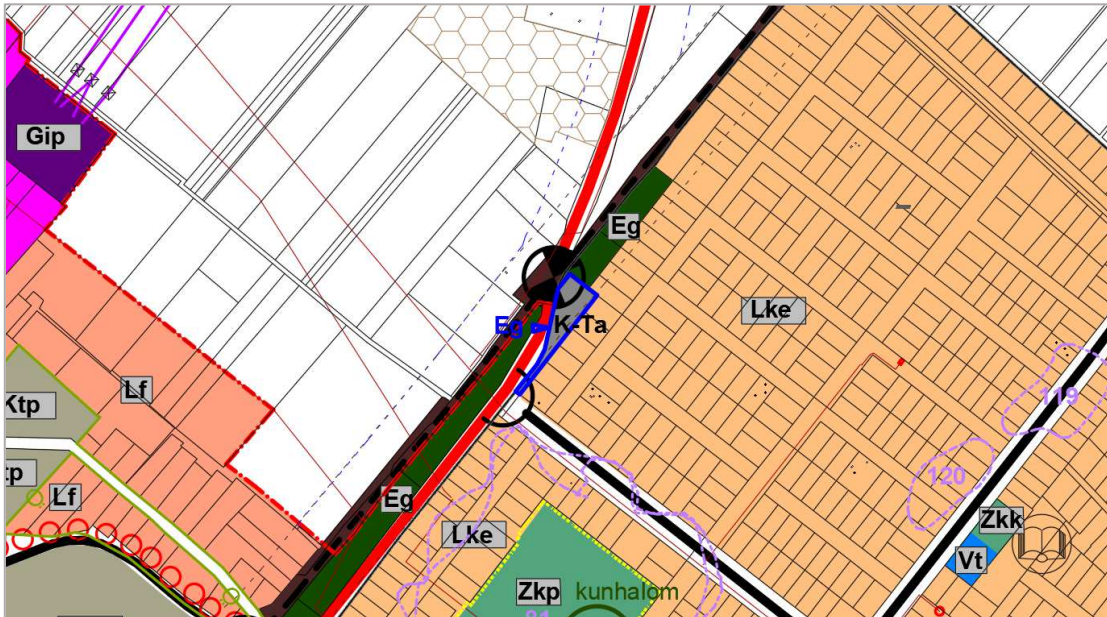 Gip
Eg
Lke
Eg K-Ta
Lf
Ktp
119
tp
Lf
Eg
120
Lke
Zkk
Vt
Zkp kunhalom